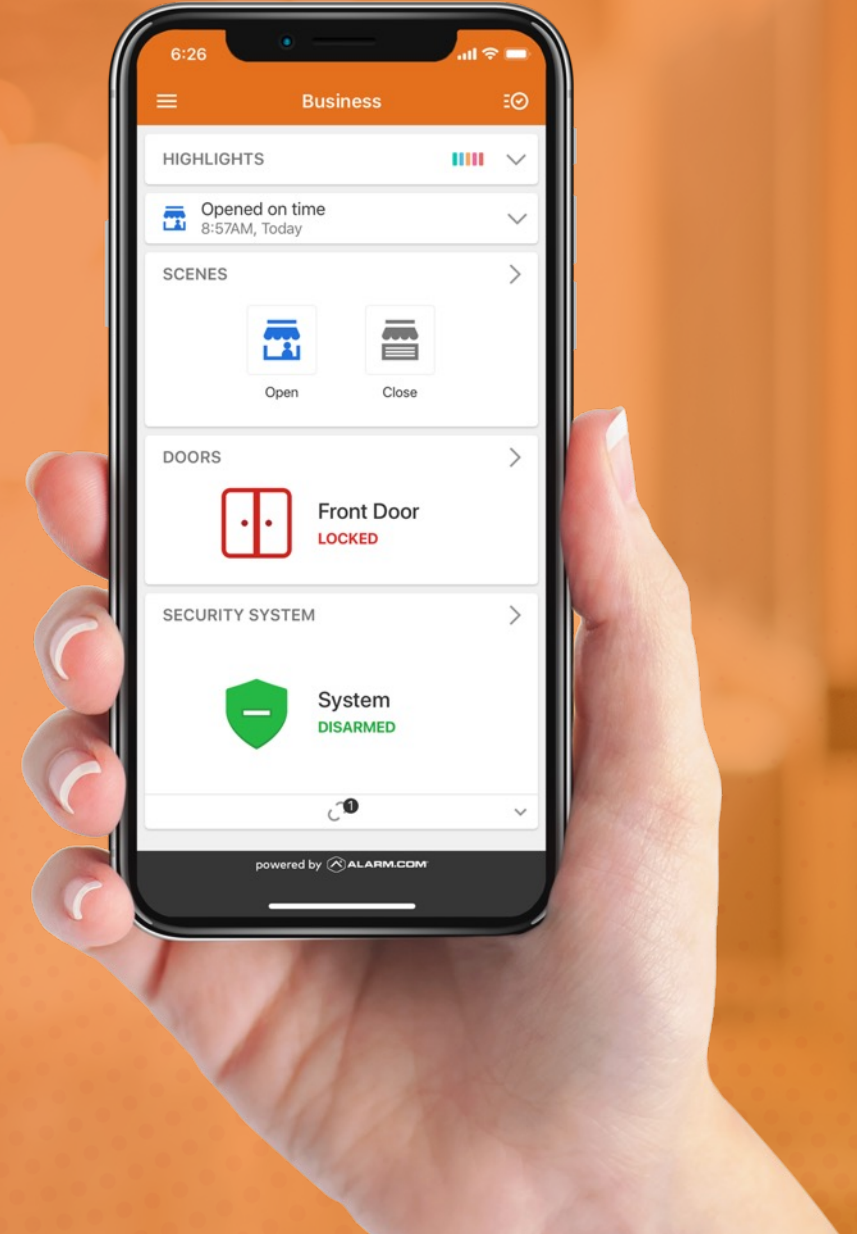 6:26
Business
HIGHLIGHTS
Opened on time
8:57AM, Today
SCENES
Open
Close
DOORS
Front Door
LOCKED
SECURITY SYSTEM
System
DISARMED
1
powered by ALARM.COM